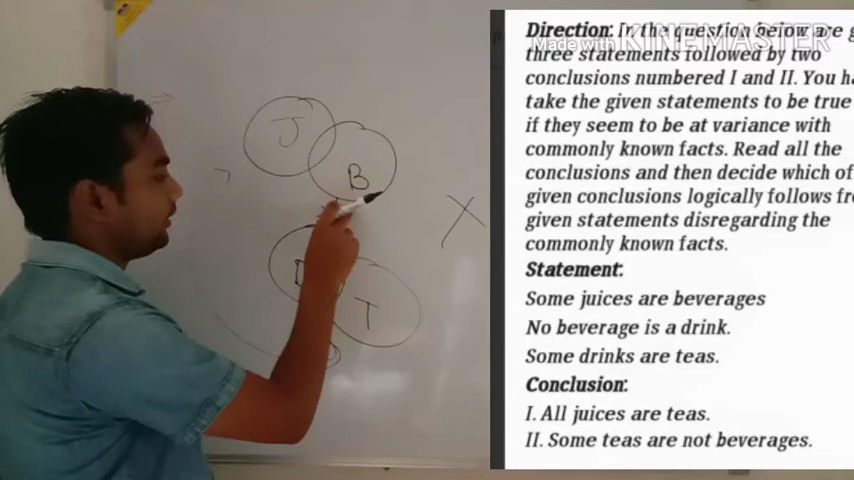 Direction: In the question below are g
Made with KINEMASTER
three statements followed by two
conclusions numbered I and II. You ha
take the given statements to be true
if they seem to be at variance with
commonly known facts. Read all the
conclusions and then decide which of
given conclusions logically follows fro
given statements disregarding the
commonly known facts.
Statement:
Some juices are beverages
No beverage is a drink.
Some drinks are teas.
Conclusion:
I. All juices are teas.
II. Some teas are not beverages.
J
B
D
T